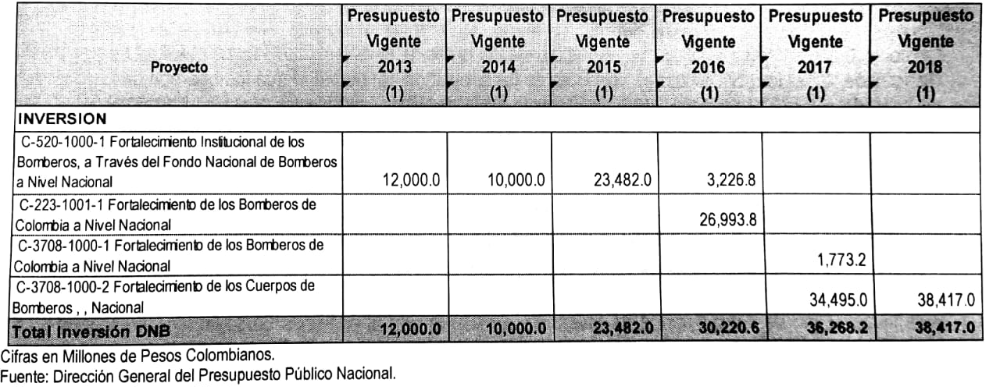 Proyecto
Presupuesto Vigente 2013 (1)
Presupuesto Vigente 2014 (1)
Presupuesto Vigente 2015 (1)
Presupuesto Vigente 2016 (1)
Presupuesto Vigente 2017 (1)
Presupuesto Vigente 2018 (1)
INVERSION
C-520-1000-1 Fortalecimiento Institucional de los
Bomberos, a Través del Fondo Nacional de Bomberos
a Nivel Nacional 12,000.0 10,000.0 23,482.0 3,226.8
C-223-1001-1 Fortalecimiento de los Bomberos de
Colombia a Nivel Nacional 26,993.8
C-3708-1000-1 Fortalecimiento de los Bomberos de
Colombia a Nivel Nacional 1,773.2
C-3708-1000-2 Fortalecimiento de los Cuerpos de
Bomberos , , Nacional 34,495.0 38,417.0
Total Inversión DNB 12,000.0 10,000.0 23,482.0 30,220.6 36,268.2 38,417.0
Cifras en Millones de Pesos Colombianos.
Fuente: Dirección General del Presupuesto Público Nacional.